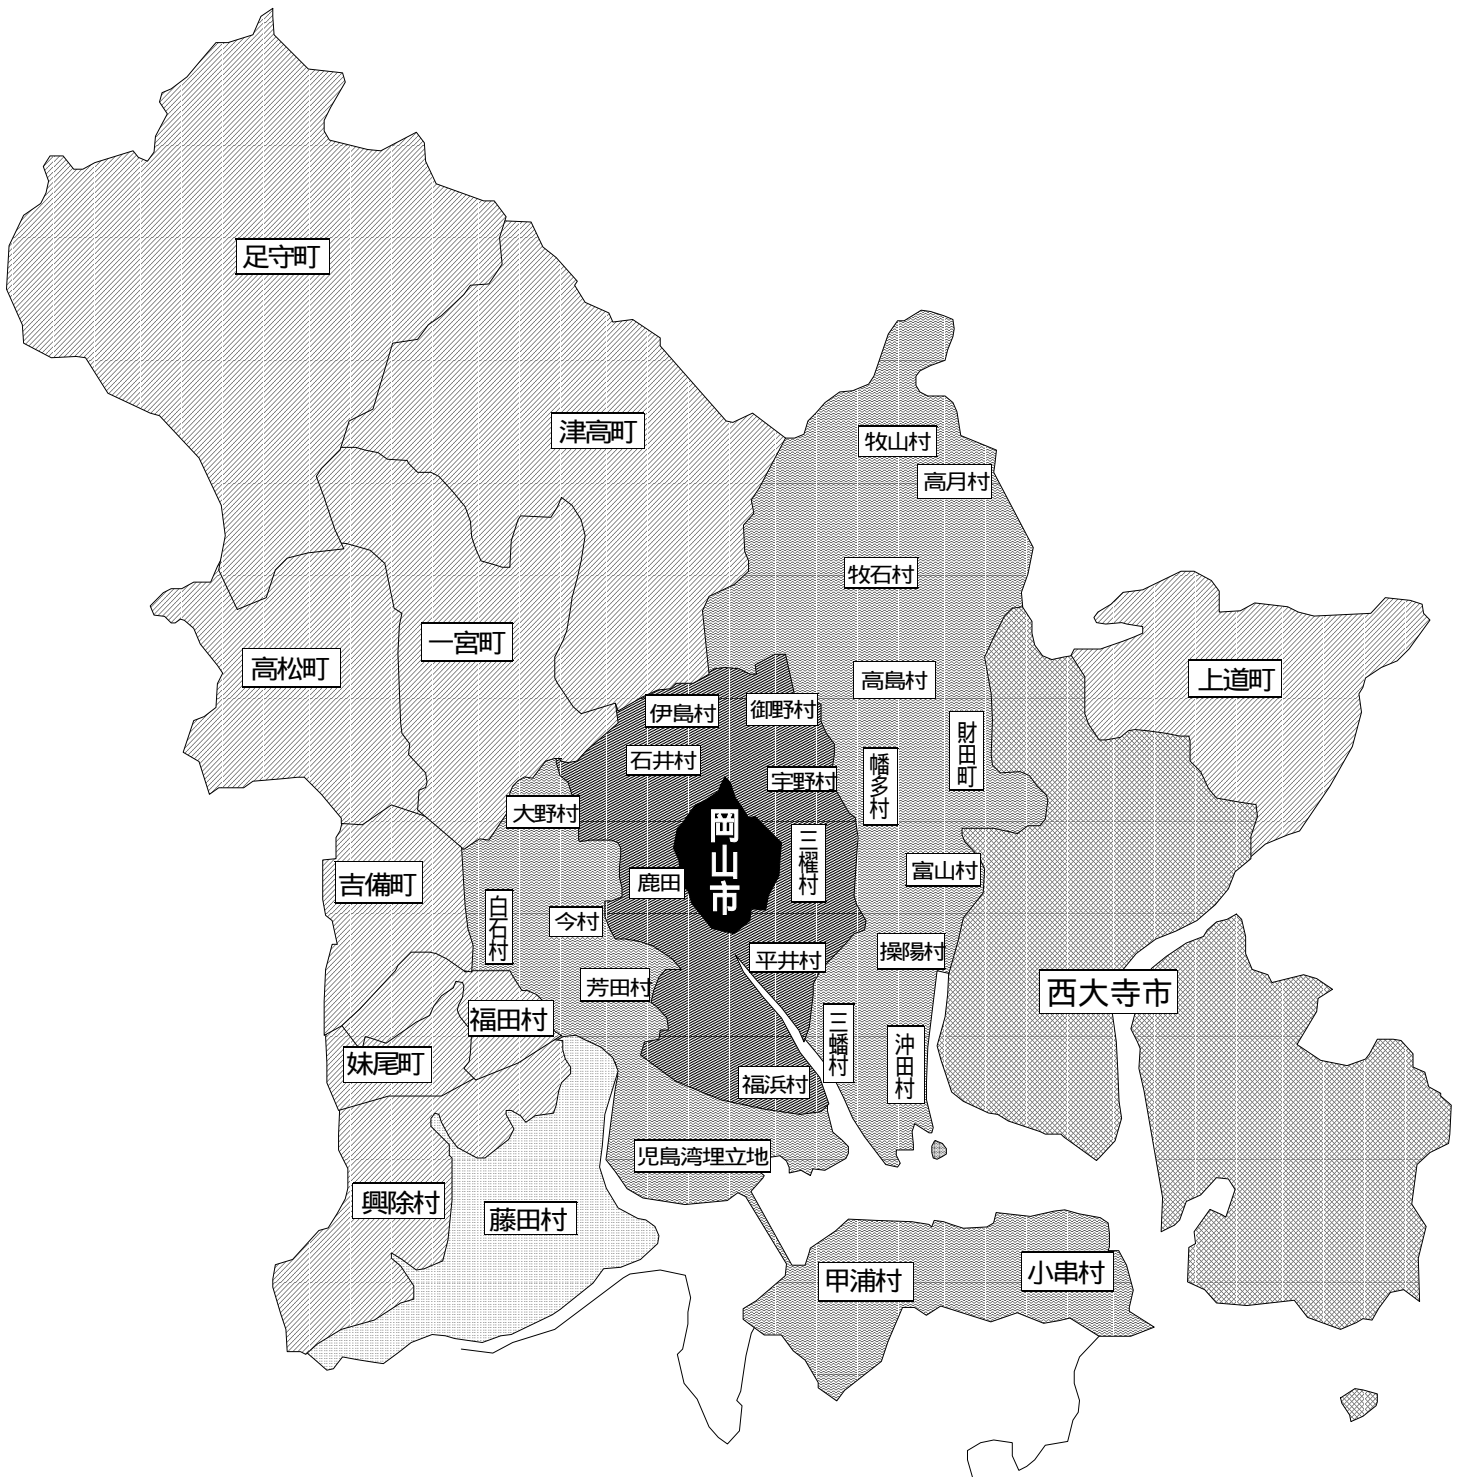 足守町
津高町
牧山村
高月村
牧石村
一宮町
高松町
高島村
上道町
伊島村
御野村
財田町
石井村
宇野村
幡多村
大野村
岡山市
三櫂村
富山村
吉備町
鹿田
白石村
今村
操陽村
平井村
芳田村
西大寺市
福田村
三蟠村
沖田村
妹尾町
福浜村
児島湾埋立地
興除村
藤田村
甲浦村
小串村